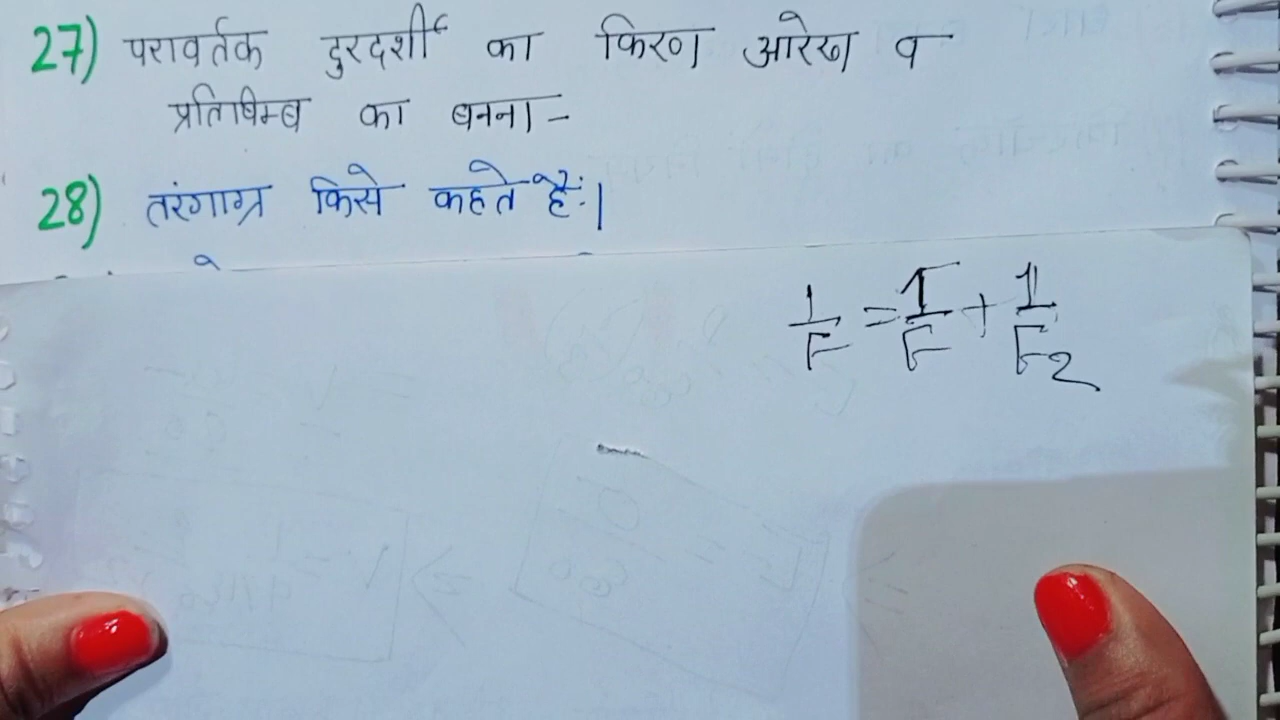 27) परावर्तक दुरदर्शी का किरण आरेख व
प्रतिबिम्ब का बनना -
28) तरंगाग्र किसे कहते हैं।
1/F = 1/F + 1/F2